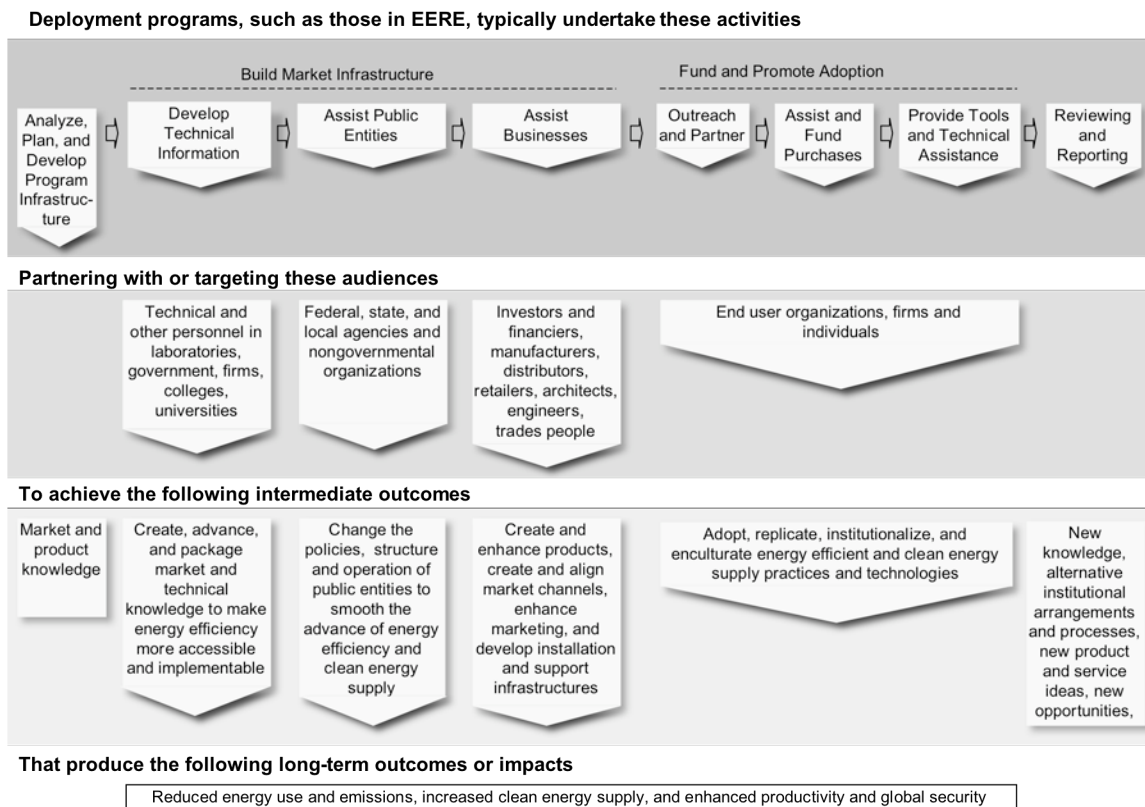 Deployment programs, such as those in EERE, typically undertake these activities
Build Market Infrastructure
Fund and Promote Adoption
Analyze,
Plan, and
Develop
Program
Infrastruc-
ture
Develop
Technical
Information
Assist Public
Entities
Assist
Businesses
Outreach
and Partner
Assist and
Fund
Purchases
Provide Tools
and Technical
Assistance
Reviewing
and
Reporting
Partnering with or targeting these audiences
Technical and
other personnel in
laboratories,
government, firms,
colleges,
universities
Federal, state, and
local agencies and
nongovernmental
organizations
Investors and
financiers,
manufacturers,
distributors,
retailers, architects,
engineers,
trades people
End user organizations, firms and
individuals
To achieve the following intermediate outcomes
Market and
product
knowledge
Create, advance,
and package
market and
technical
knowledge to make
energy efficiency
more accessible
and implementable
Change the
policies, structure
and operation of
public entities to
smooth the
advance of energy
efficiency and
clean energy
supply
Create and
enhance products,
create and align
market channels,
enhance
marketing, and
develop installation
and support
infrastructures
Adopt, replicate, institutionalize, and
enculturate energy efficient and clean energy
supply practices and technologies
New
knowledge,
alternative
institutional
arrangements
and processes,
new product
and service
ideas, new
opportunities,
That produce the following long-term outcomes or impacts
Reduced energy use and emissions, increased clean energy supply, and enhanced productivity and global security